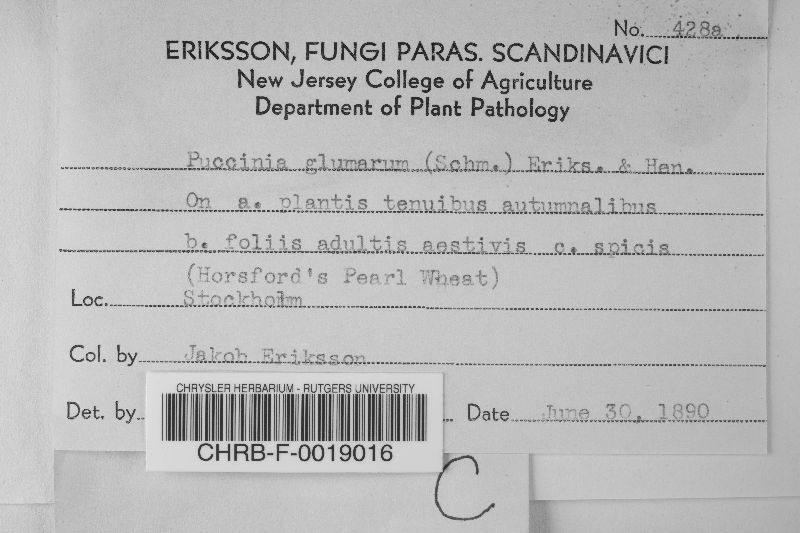 No. 428a
ERIKSSON, FUNGI PARAS. SCANDINAVICI
New Jersey College of Agriculture
Department of Plant Pathology
Puccinia glumarum (Schm.) Eriks. & Hen.
On a. plantis tenuibus autumnalibus
b. foliis adultis aestivis c. spicis
(Horsford's Pearl Wheat)
Loc. Stockholm
Col. by Jakob Eriksson
Det. by Date June 30, 1890
CHRYSLER HERBARIUM - RUTGERS UNIVERSITY
CHRB-F-0019016
C